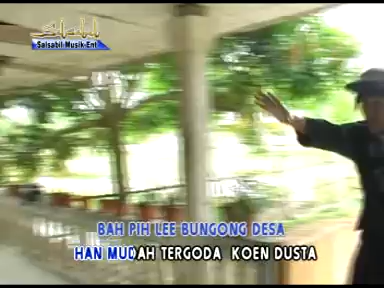 Salsabil Musik Ent
BAH PIH LEE BUNGONG DESA
HAN MUDAH TERGODA KOEN DUSTA